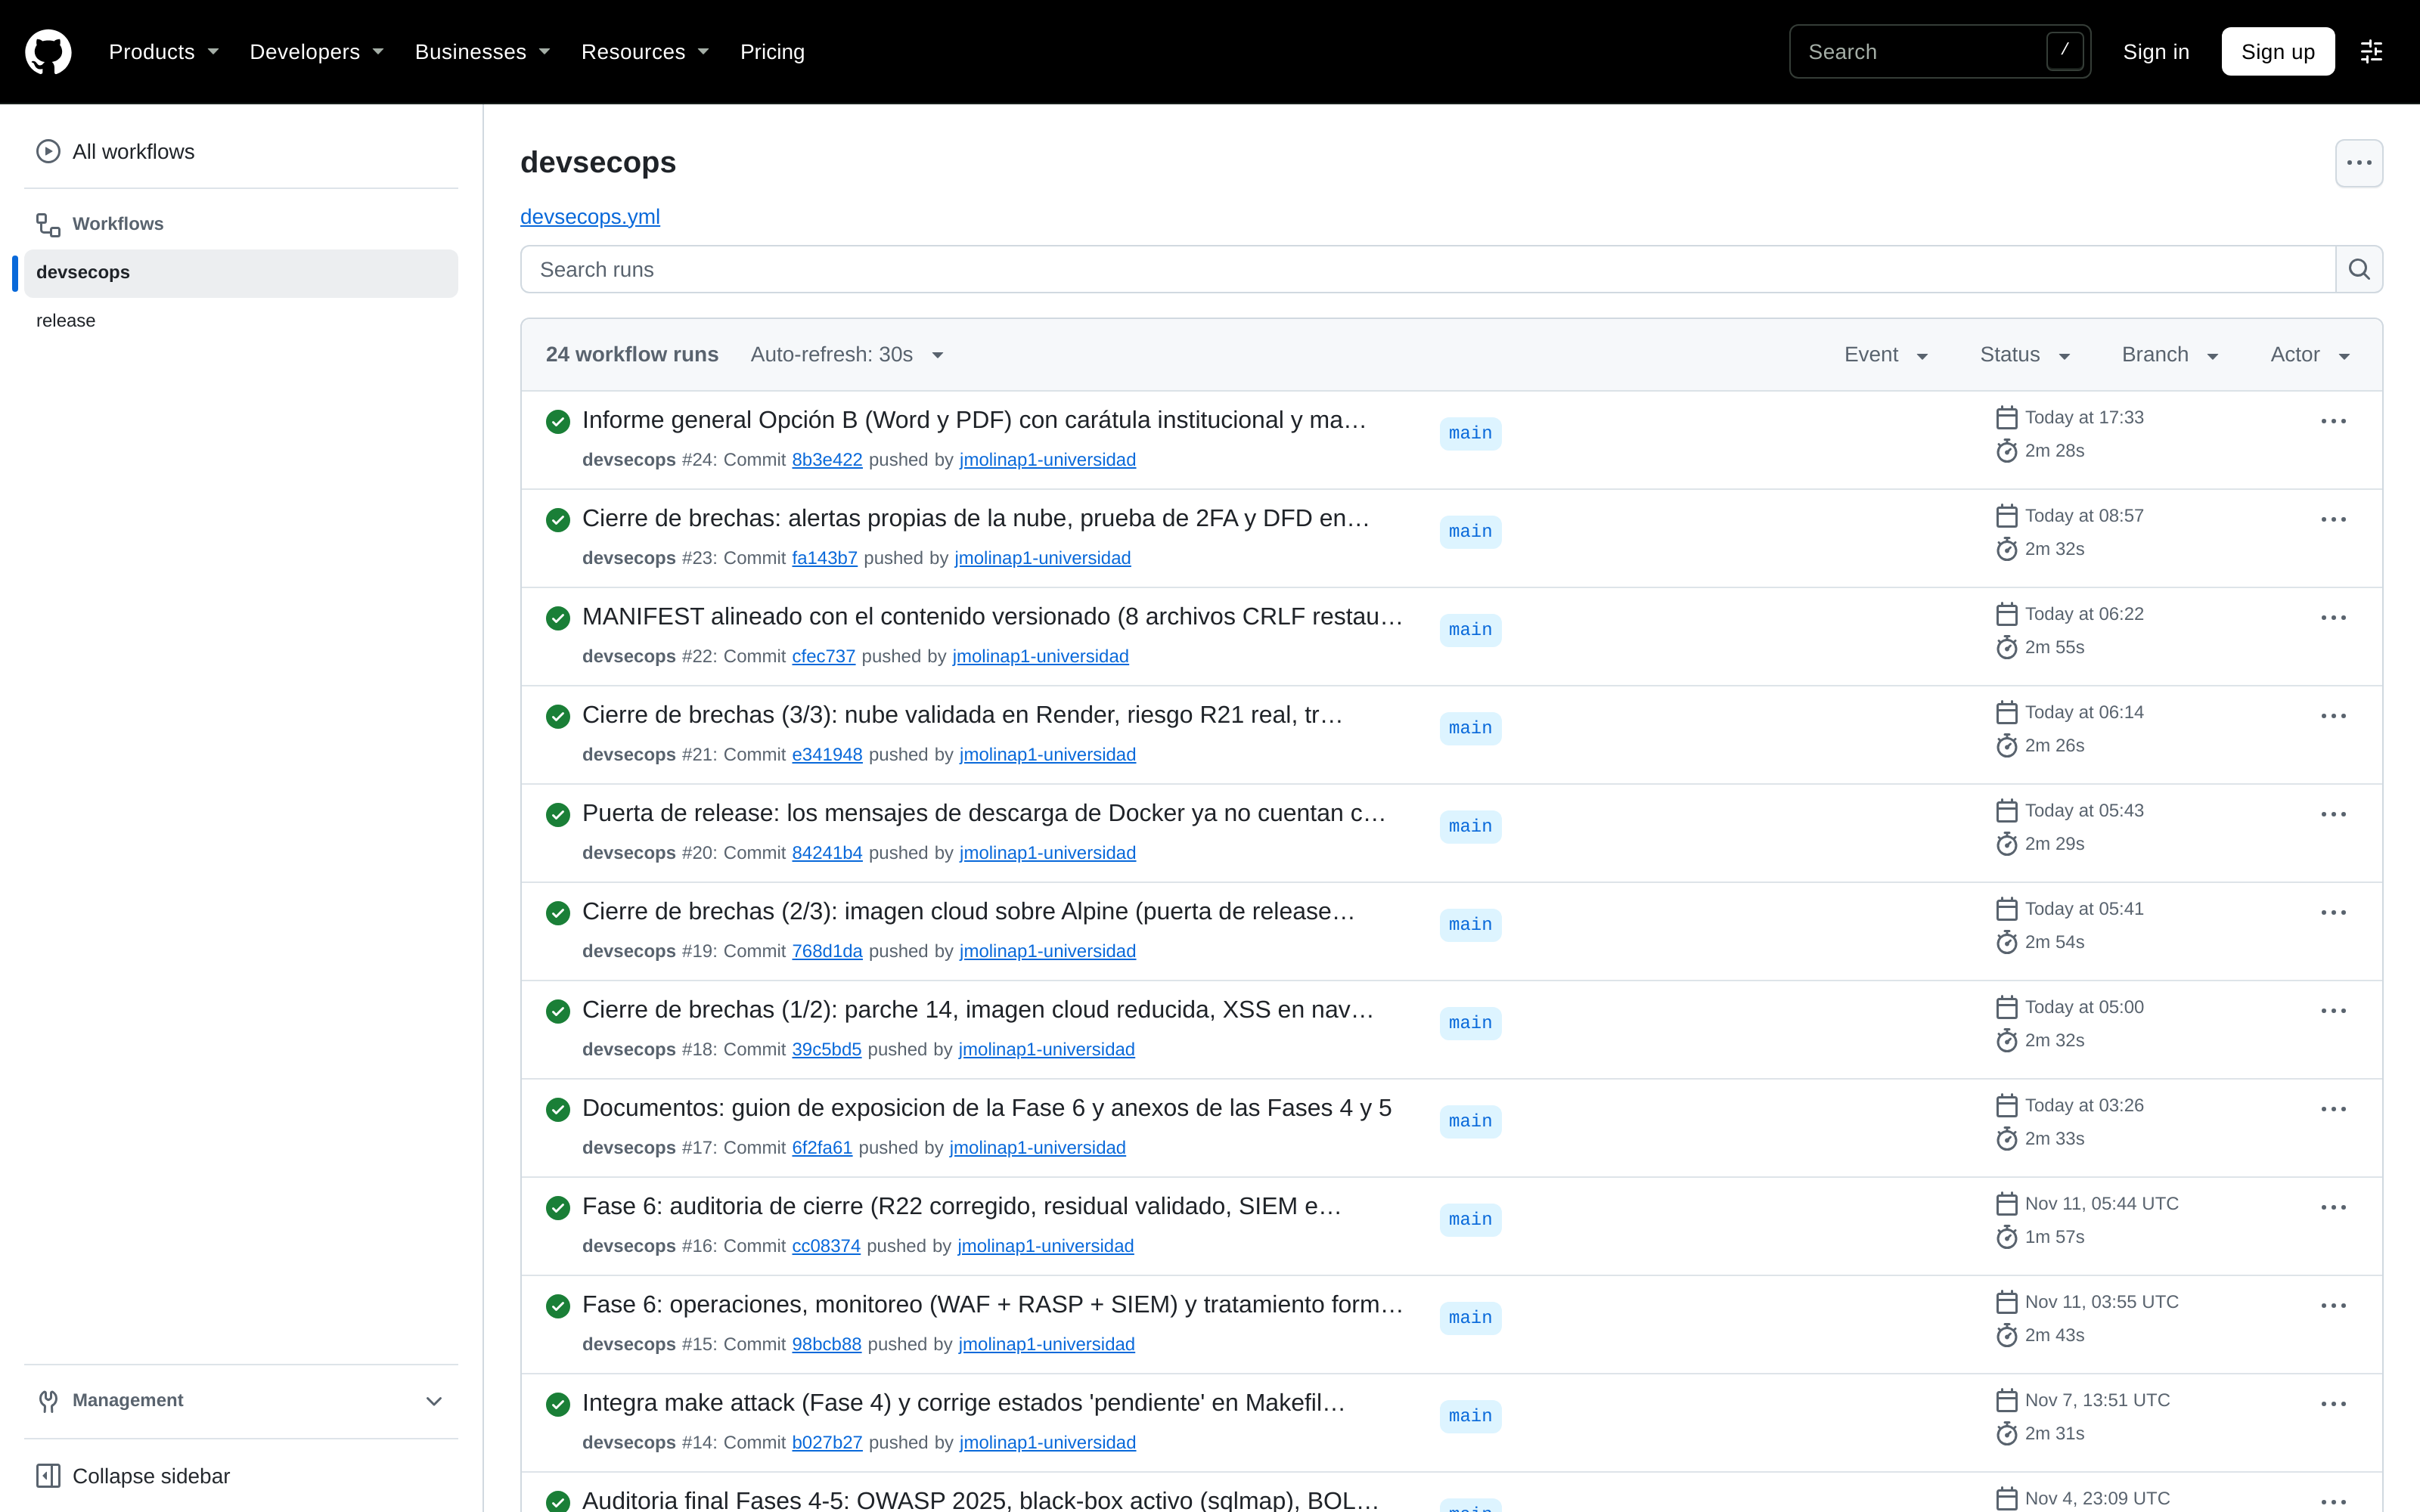 Products Developers Businesses Resources Pricing Search / Sign in Sign up
All workflows
Workflows
devsecops
release
Management
Collapse sidebar
devsecops
devsecops.yml
Search runs
24 workflow runs Auto-refresh: 30s Event Status Branch Actor
Informe general Opción B (Word y PDF) con carátula institucional y ma…
devsecops #24: Commit 8b3e422 pushed by jmolinap1-universidad
main
Today at 17:33
2m 28s
Cierre de brechas: alertas propias de la nube, prueba de 2FA y DFD en…
devsecops #23: Commit fa143b7 pushed by jmolinap1-universidad
main
Today at 08:57
2m 32s
MANIFEST alineado con el contenido versionado (8 archivos CRLF restau…
devsecops #22: Commit cfec737 pushed by jmolinap1-universidad
main
Today at 06:22
2m 55s
Cierre de brechas (3/3): nube validada en Render, riesgo R21 real, tr…
devsecops #21: Commit e341948 pushed by jmolinap1-universidad
main
Today at 06:14
2m 26s
Puerta de release: los mensajes de descarga de Docker ya no cuentan c…
devsecops #20: Commit 84241b4 pushed by jmolinap1-universidad
main
Today at 05:43
2m 29s
Cierre de brechas (2/3): imagen cloud sobre Alpine (puerta de release…
devsecops #19: Commit 768d1da pushed by jmolinap1-universidad
main
Today at 05:41
2m 54s
Cierre de brechas (1/2): parche 14, imagen cloud reducida, XSS en nav…
devsecops #18: Commit 39c5bd5 pushed by jmolinap1-universidad
main
Today at 05:00
2m 32s
Documentos: guion de exposicion de la Fase 6 y anexos de las Fases 4 y 5
devsecops #17: Commit 6f2fa61 pushed by jmolinap1-universidad
main
Today at 03:26
2m 33s
Fase 6: auditoria de cierre (R22 corregido, residual validado, SIEM e…
devsecops #16: Commit cc08374 pushed by jmolinap1-universidad
main
Nov 11, 05:44 UTC
1m 57s
Fase 6: operaciones, monitoreo (WAF + RASP + SIEM) y tratamiento form…
devsecops #15: Commit 98bcb88 pushed by jmolinap1-universidad
main
Nov 11, 03:55 UTC
2m 43s
Integra make attack (Fase 4) y corrige estados 'pendiente' en Makefil…
devsecops #14: Commit b027b27 pushed by jmolinap1-universidad
main
Nov 7, 13:51 UTC
2m 31s
Auditoria final Fases 4-5: OWASP 2025, black-box activo (sqlmap), BOL…
main
Nov 4, 23:09 UTC